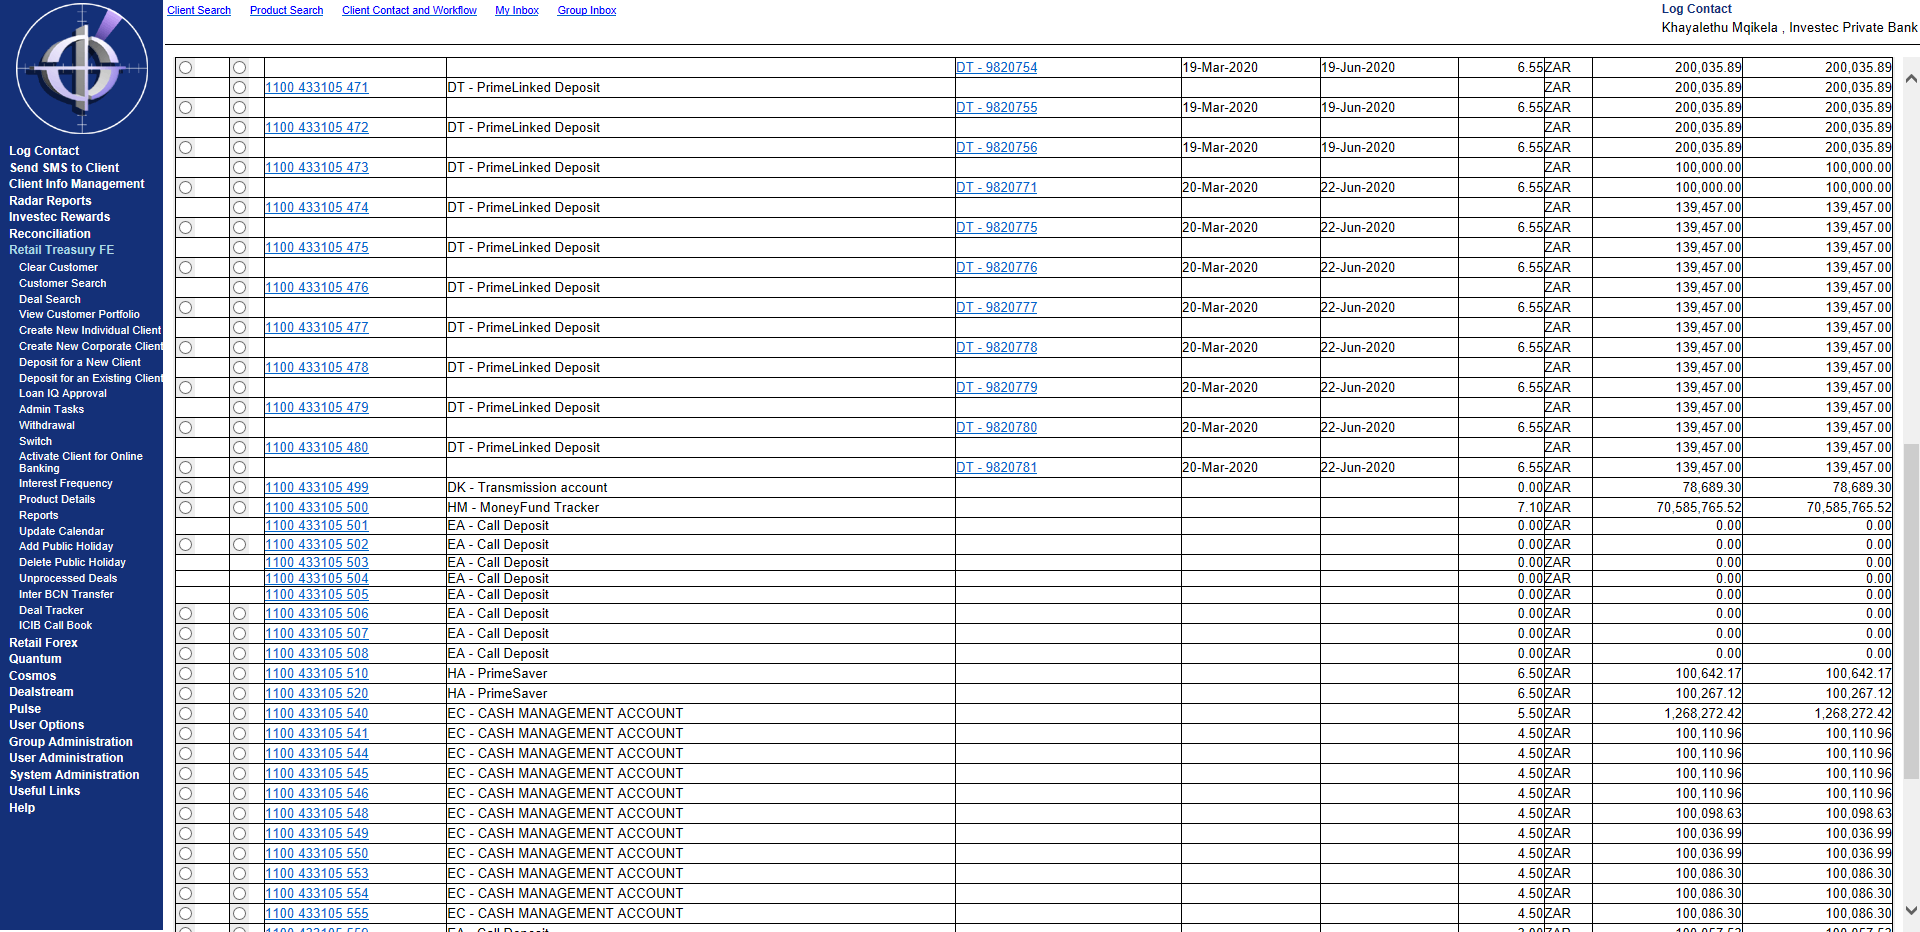 Client Search Product Search Client Contact and Workflow My Inbox Group Inbox
Log Contact
Khayalethu Mqikela , Investec Private Bank
Log Contact
Send SMS to Client
Client Info Management
Radar Reports
Investec Rewards
Reconciliation
Retail Treasury FE
Clear Customer
Customer Search
Deal Search
View Customer Portfolio
Create New Individual Client
Create New Corporate Client
Deposit for a New Client
Deposit for an Existing Client
Loan IQ Approval
Admin Tasks
Withdrawal
Switch
Activate Client for Online
Banking
Interest Frequency
Product Details
Reports
Update Calendar
Add Public Holiday
Delete Public Holiday
Unprocessed Deals
Inter BCN Transfer
Deal Tracker
ICIB Call Book
Retail Forex
Quantum
Cosmos
Dealstream
Pulse
User Options
Group Administration
User Administration
System Administration
Useful Links
Help
DT - 9820754 19-Mar-2020 19-Jun-2020 6.55 ZAR 200,035.89 200,035.89
1100 433105 471 DT - PrimeLinked Deposit ZAR 200,035.89 200,035.89
DT - 9820755 19-Mar-2020 19-Jun-2020 6.55 ZAR 200,035.89 200,035.89
1100 433105 472 DT - PrimeLinked Deposit ZAR 200,035.89 200,035.89
DT - 9820756 19-Mar-2020 19-Jun-2020 6.55 ZAR 200,035.89 200,035.89
1100 433105 473 DT - PrimeLinked Deposit ZAR 100,000.00 100,000.00
DT - 9820771 20-Mar-2020 22-Jun-2020 6.55 ZAR 100,000.00 100,000.00
1100 433105 474 DT - PrimeLinked Deposit ZAR 139,457.00 139,457.00
DT - 9820775 20-Mar-2020 22-Jun-2020 6.55 ZAR 139,457.00 139,457.00
1100 433105 475 DT - PrimeLinked Deposit ZAR 139,457.00 139,457.00
DT - 9820776 20-Mar-2020 22-Jun-2020 6.55 ZAR 139,457.00 139,457.00
1100 433105 476 DT - PrimeLinked Deposit ZAR 139,457.00 139,457.00
DT - 9820777 20-Mar-2020 22-Jun-2020 6.55 ZAR 139,457.00 139,457.00
1100 433105 477 DT - PrimeLinked Deposit ZAR 139,457.00 139,457.00
DT - 9820778 20-Mar-2020 22-Jun-2020 6.55 ZAR 139,457.00 139,457.00
1100 433105 478 DT - PrimeLinked Deposit ZAR 139,457.00 139,457.00
DT - 9820779 20-Mar-2020 22-Jun-2020 6.55 ZAR 139,457.00 139,457.00
1100 433105 479 DT - PrimeLinked Deposit ZAR 139,457.00 139,457.00
DT - 9820780 20-Mar-2020 22-Jun-2020 6.55 ZAR 139,457.00 139,457.00
1100 433105 480 DT - PrimeLinked Deposit ZAR 139,457.00 139,457.00
DT - 9820781 20-Mar-2020 22-Jun-2020 6.55 ZAR 139,457.00 139,457.00
1100 433105 499 DK - Transmission account 0.00 ZAR 78,689.30 78,689.30
1100 433105 500 HM - MoneyFund Tracker 7.10 ZAR 70,585,765.52 70,585,765.52
1100 433105 501 EA - Call Deposit 0.00 ZAR 0.00 0.00
1100 433105 502 EA - Call Deposit 0.00 ZAR 0.00 0.00
1100 433105 503 EA - Call Deposit 0.00 ZAR 0.00 0.00
1100 433105 504 EA - Call Deposit 0.00 ZAR 0.00 0.00
1100 433105 505 EA - Call Deposit 0.00 ZAR 0.00 0.00
1100 433105 506 EA - Call Deposit 0.00 ZAR 0.00 0.00
1100 433105 507 EA - Call Deposit 0.00 ZAR 0.00 0.00
1100 433105 508 EA - Call Deposit 0.00 ZAR 0.00 0.00
1100 433105 510 HA - PrimeSaver 6.50 ZAR 100,642.17 100,642.17
1100 433105 520 HA - PrimeSaver 6.50 ZAR 100,267.12 100,267.12
1100 433105 540 EC - CASH MANAGEMENT ACCOUNT 5.50 ZAR 1,268,272.42 1,268,272.42
1100 433105 541 EC - CASH MANAGEMENT ACCOUNT 4.50 ZAR 100,110.96 100,110.96
1100 433105 544 EC - CASH MANAGEMENT ACCOUNT 4.50 ZAR 100,110.96 100,110.96
1100 433105 545 EC - CASH MANAGEMENT ACCOUNT 4.50 ZAR 100,110.96 100,110.96
1100 433105 546 EC - CASH MANAGEMENT ACCOUNT 4.50 ZAR 100,110.96 100,110.96
1100 433105 548 EC - CASH MANAGEMENT ACCOUNT 4.50 ZAR 100,098.63 100,098.63
1100 433105 549 EC - CASH MANAGEMENT ACCOUNT 4.50 ZAR 100,036.99 100,036.99
1100 433105 550 EC - CASH MANAGEMENT ACCOUNT 4.50 ZAR 100,036.99 100,036.99
1100 433105 553 EC - CASH MANAGEMENT ACCOUNT 4.50 ZAR 100,086.30 100,086.30
1100 433105 554 EC - CASH MANAGEMENT ACCOUNT 4.50 ZAR 100,086.30 100,086.30
1100 433105 555 EC - CASH MANAGEMENT ACCOUNT 4.50 ZAR 100,086.30 100,086.30